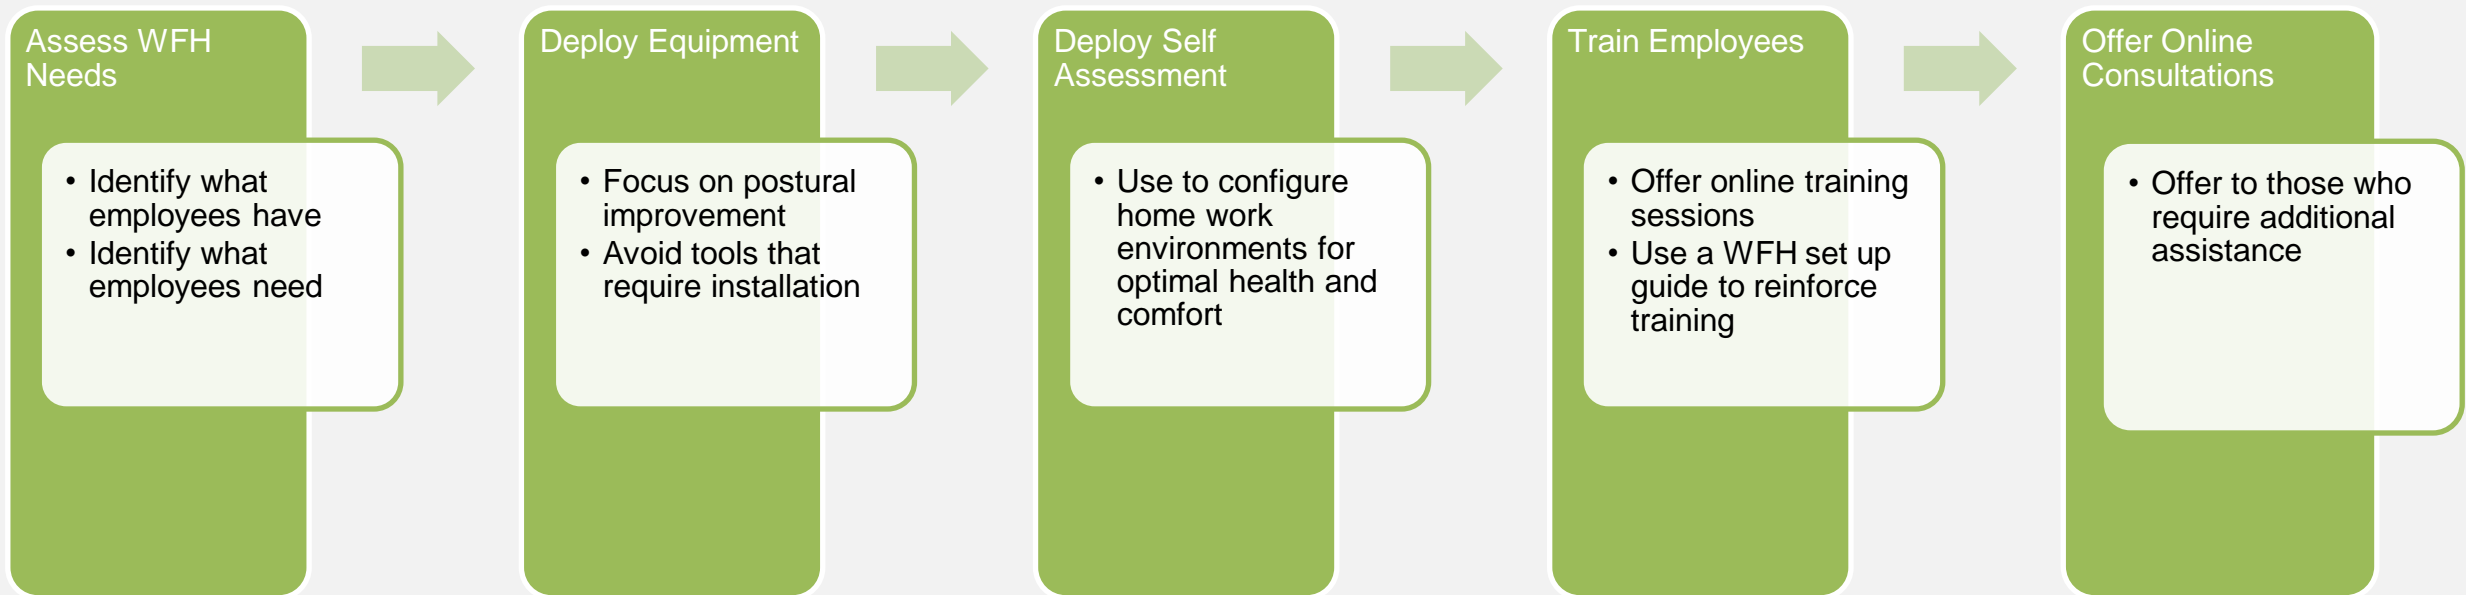 Assess WFH
Needs
• Identify what
employees have
• Identify what
employees need
Deploy Equipment
• Focus on postural
improvement
• Avoid tools that
require installation
Deploy Self
Assessment
• Use to configure
home work
environments for
optimal health and
comfort
Train Employees
• Offer online training
sessions
• Use a WFH set up
guide to reinforce
training
Offer Online
Consultations
• Offer to those who
require additional
assistance